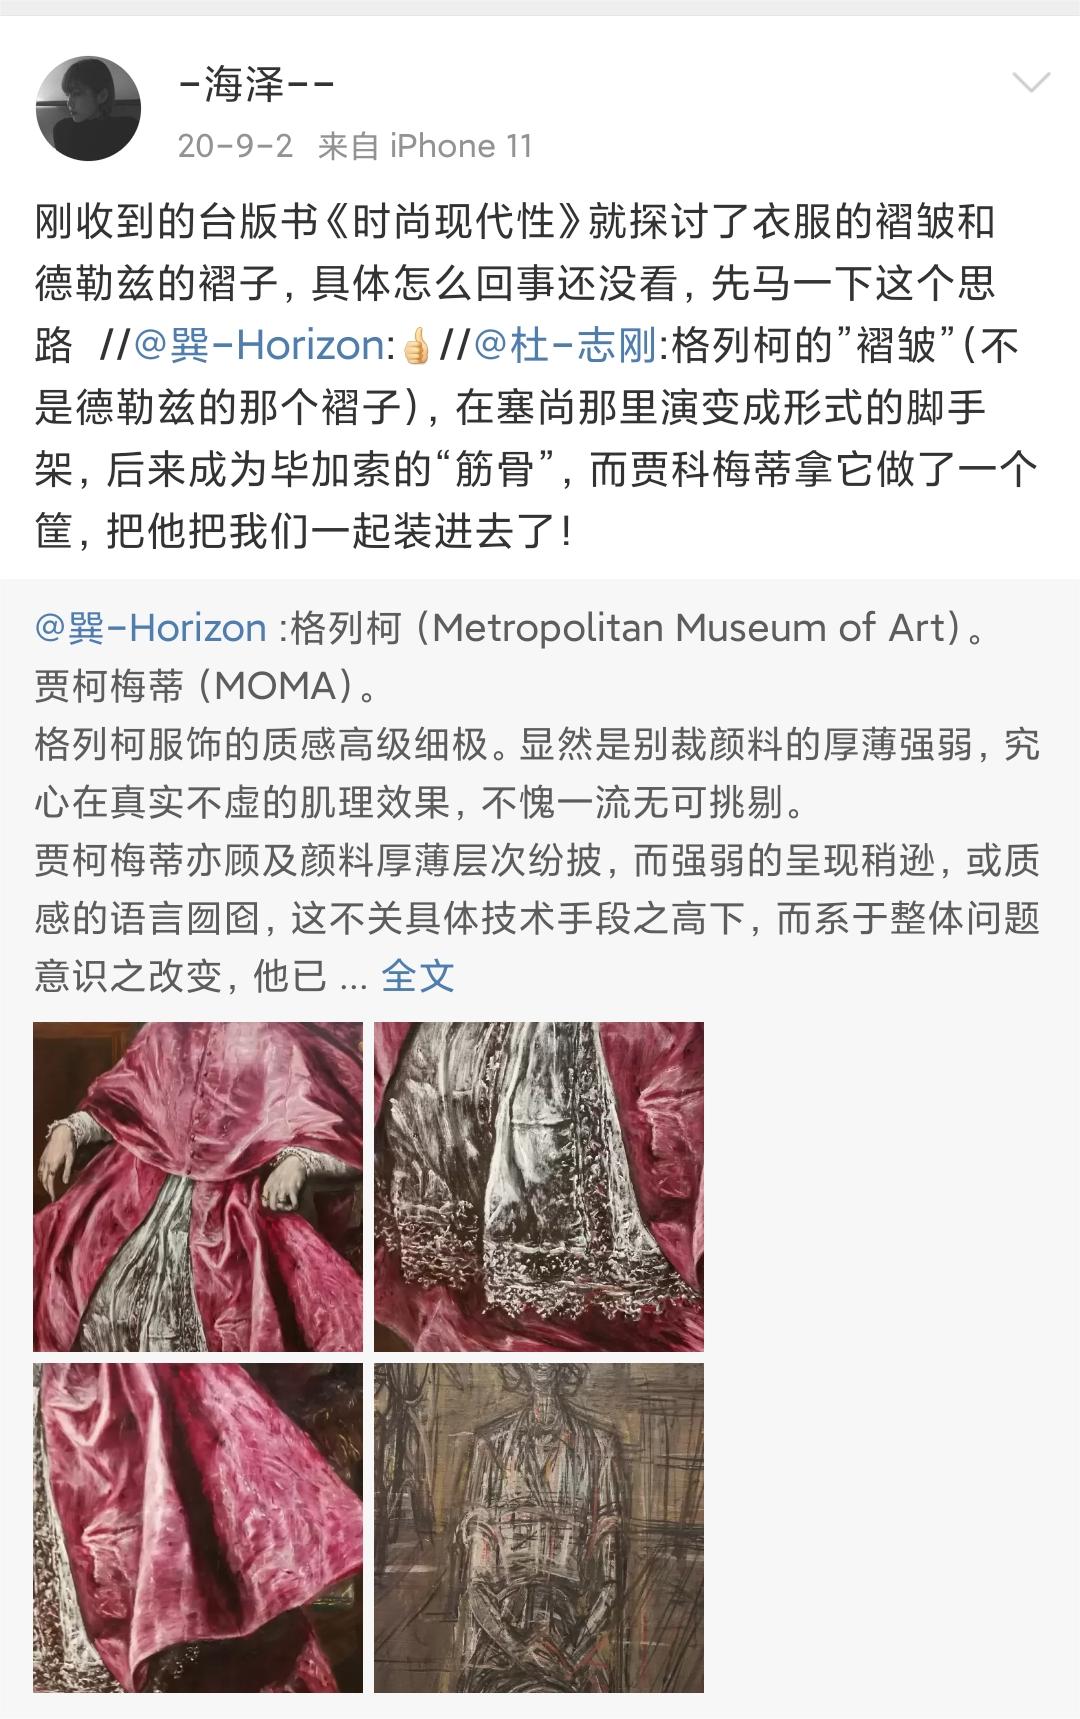 -海泽--
20-9-2 来自 iPhone 11
刚收到的台版书《时尚现代性》就探讨了衣服的褶皱和
德勒兹的褶子，具体怎么回事还没看，先马一下这个思
路 //@巽-Horizon:👍//@杜-志刚:格列柯的”褶皱”（不
是德勒兹的那个褶子），在塞尚那里演变成形式的脚手
架，后来成为毕加索的“筋骨”，而贾科梅蒂拿它做了一个
筐，把他把我们一起装进去了！
@巽-Horizon :格列柯（Metropolitan Museum of Art）。
贾柯梅蒂（MOMA）。
格列柯服饰的质感高级细极。显然是别裁颜料的厚薄强弱，究
心在真实不虚的肌理效果，不愧一流无可挑剔。
贾柯梅蒂亦顾及颜料厚薄层次纷披，而强弱的呈现稍逊，或质
感的语言囫囵，这不关具体技术手段之高下，而系于整体问题
意识之改变，他已 ... 全文